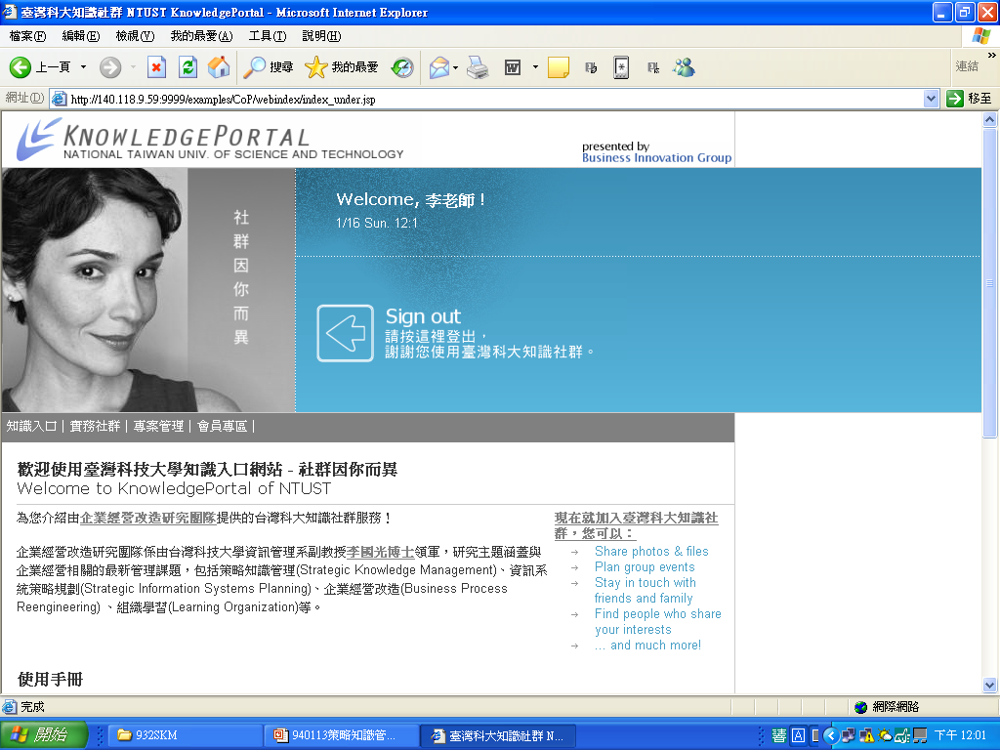 臺灣科大知識社群 NTUST KnowledgePortal - Microsoft Internet Explorer
檔案(F) 編輯(E) 檢視(V) 我的最愛(A) 工具(T) 說明(H)
上一頁 搜尋 我的最愛 連結
網址(D) http://140.118.9.59:9999/examples/CoP/webindex/index_under.jsp 移至
KNOWLEDGEPORTAL
NATIONAL TAIWAN UNIV. OF SCIENCE AND TECHNOLOGY
presented by
Business Innovation Group
社群因你而異
Welcome, 李老師 !
1/16 Sun. 12:1
Sign out
請按這裡登出，
謝謝您使用臺灣科大知識社群。
知識入口 | 實務社群 | 專案管理 | 會員專區 |
歡迎使用臺灣科技大學知識入口網站 - 社群因你而異
Welcome to KnowledgePortal of NTUST
為您介紹由企業經營改造研究團隊提供的台灣科大知識社群服務！
企業經營改造研究團隊係由台灣科技大學資訊管理系副教授李國光博士領軍，研究主題涵蓋與
企業經營相關的最新管理課題，包括策略知識管理(Strategic Knowledge Management)、資訊系
統策略規劃(Strategic Information Systems Planning)、企業經營改造(Business Process
Reengineering) 、組織學習(Learning Organization)等。
現在就加入臺灣科大知識社
群，您可以：
→ Share photos & files
→ Plan group events
→ Stay in touch with
friends and family
→ Find people who share
your interests
→ ... and much more!
使用手冊
完成 網際網路
開始 932SKM 940113策略知識管... 臺灣科大知識社群 N... 下午 12:01